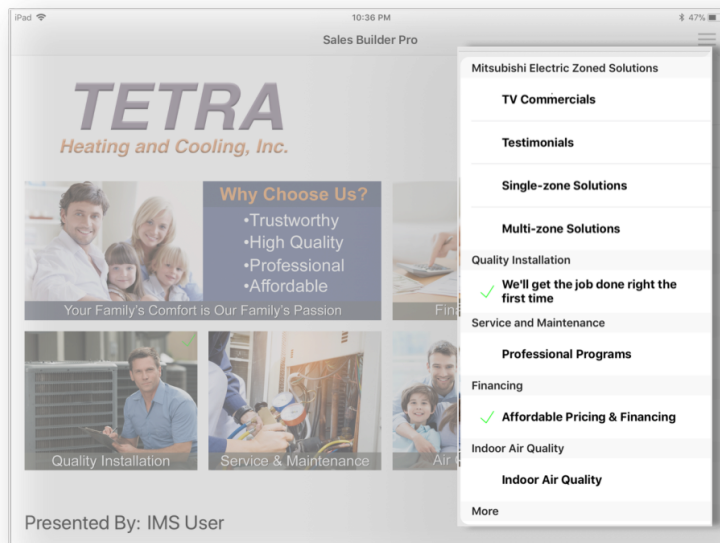 iPad
10:36 PM
47%
Sales Builder Pro
TETRA
Heating and Cooling, Inc.
Why Choose Us?
•Trustworthy
•High Quality
•Professional
•Affordable
Your Family's Comfort is Our Family's Passion
Quality Installation
Service & Maintenance
Air
Presented By: IMS User
Mitsubishi Electric Zoned Solutions
TV Commercials
Testimonials
Single-zone Solutions
Multi-zone Solutions
Quality Installation
We'll get the job done right the
first time
Service and Maintenance
Professional Programs
Financing
Affordable Pricing & Financing
Indoor Air Quality
Indoor Air Quality
More